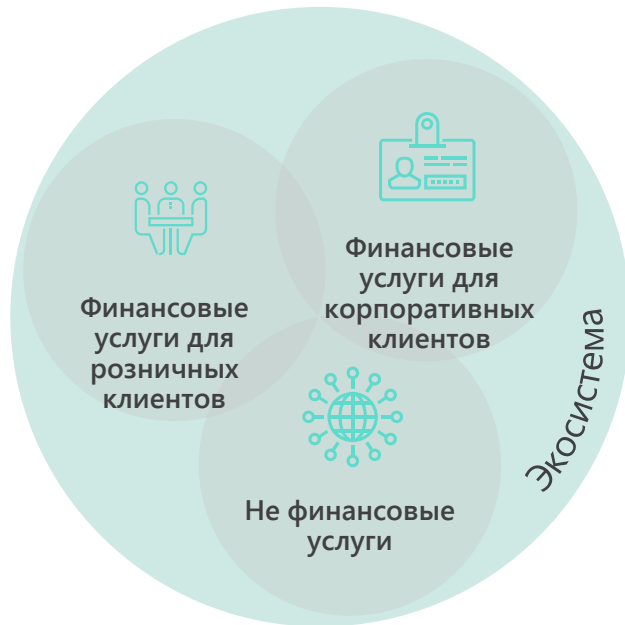 Финансовые
услуги для
розничных
клиентов
Финансовые
услуги для
корпоративных
клиентов
Не финансовые
услуги
Экосистема